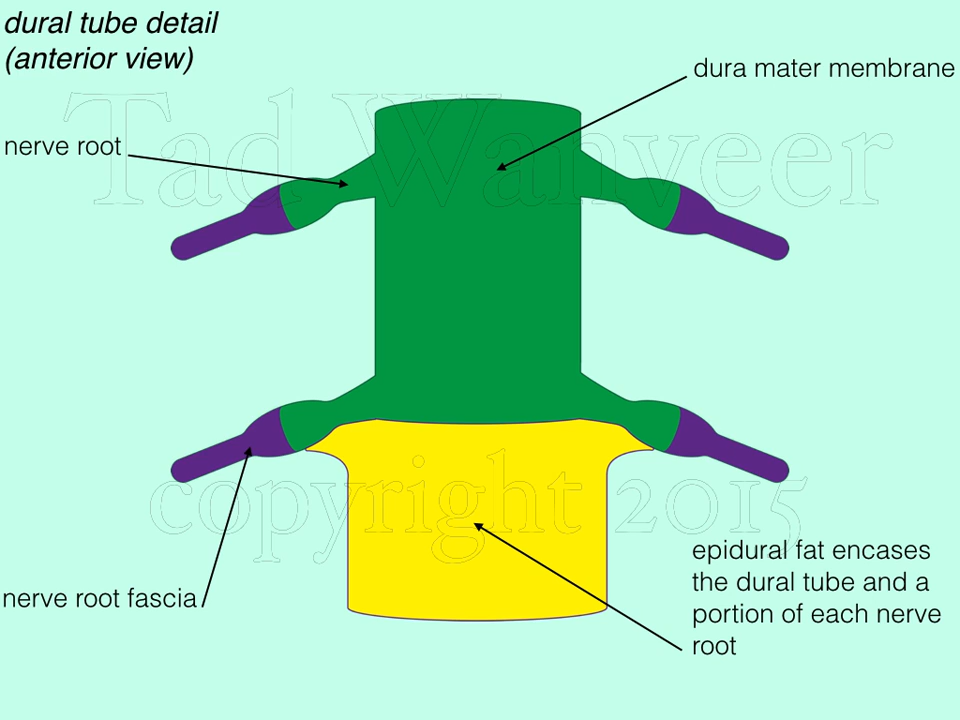 dural tube detail
(anterior view)
dura mater membrane
Tad Wanveer
nerve root
copyright 2015
epidural fat encases
the dural tube and a
portion of each nerve
root
nerve root fascia